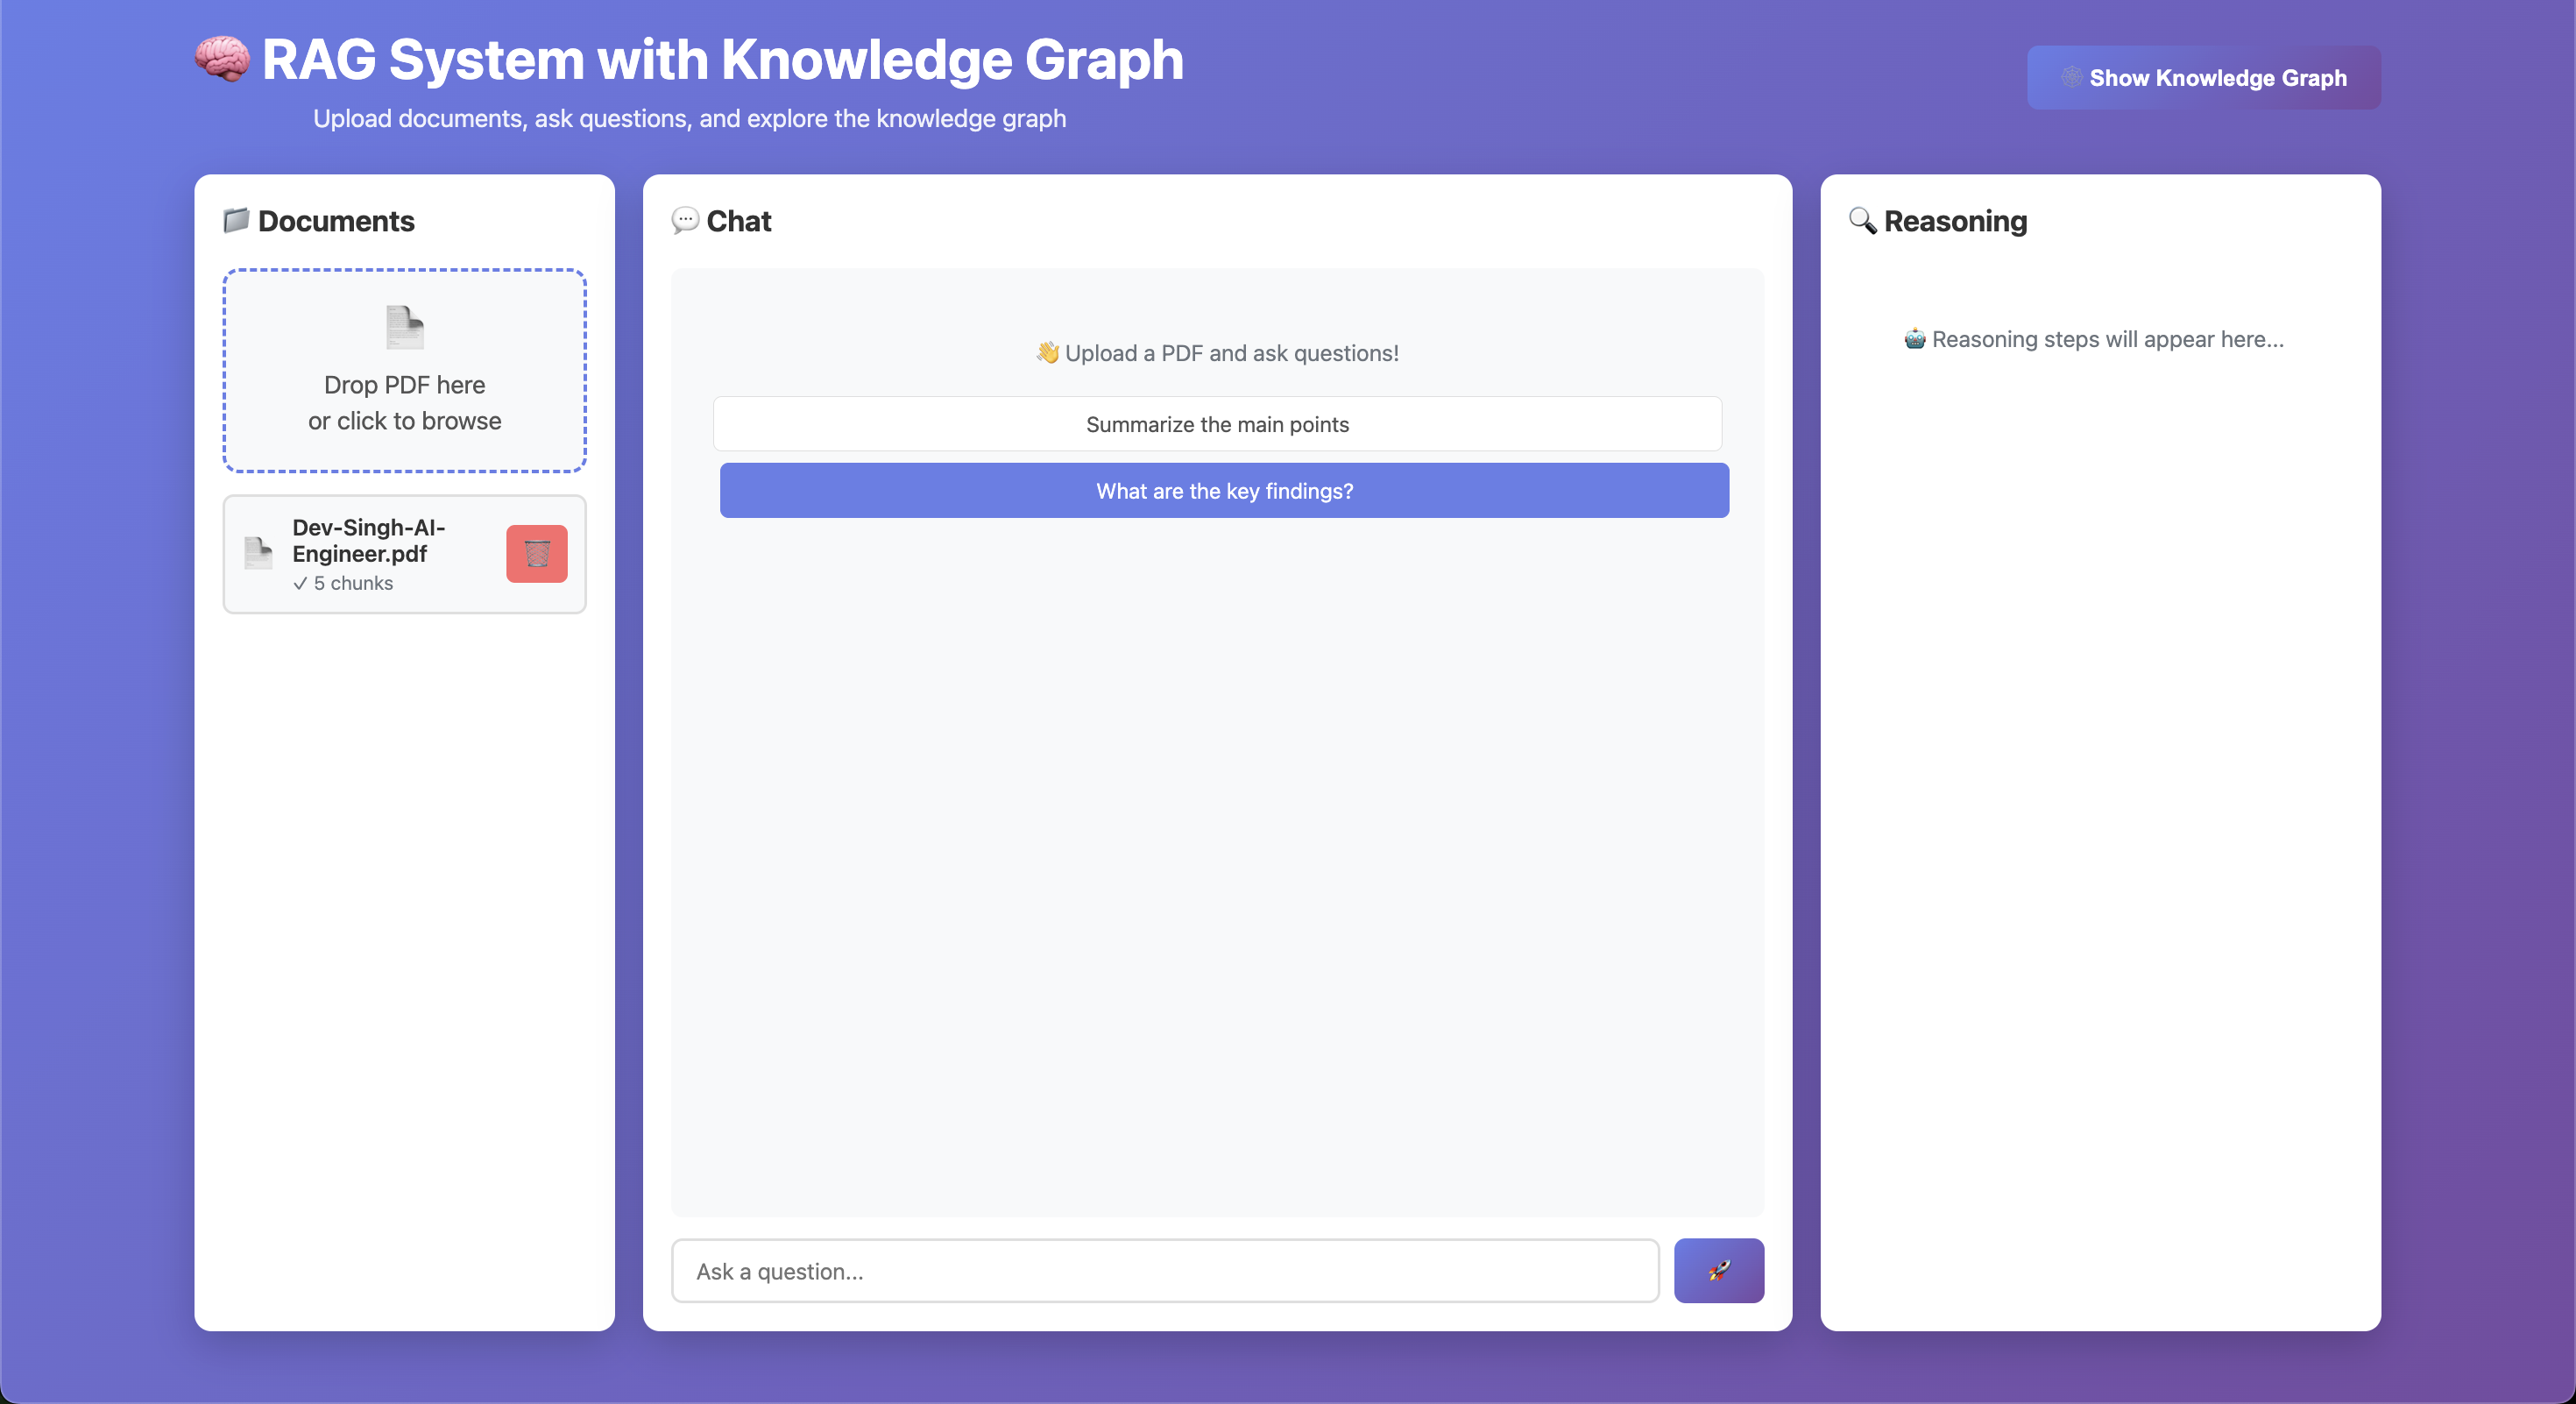 🧠 RAG System with Knowledge Graph
Upload documents, ask questions, and explore the knowledge graph
🕸 Show Knowledge Graph
📁 Documents
Drop PDF here
or click to browse
Dev-Singh-AI-
Engineer.pdf
✓ 5 chunks
💬 Chat
👋 Upload a PDF and ask questions!
Summarize the main points
What are the key findings?
Ask a question...
🔍 Reasoning
🤖 Reasoning steps will appear here...